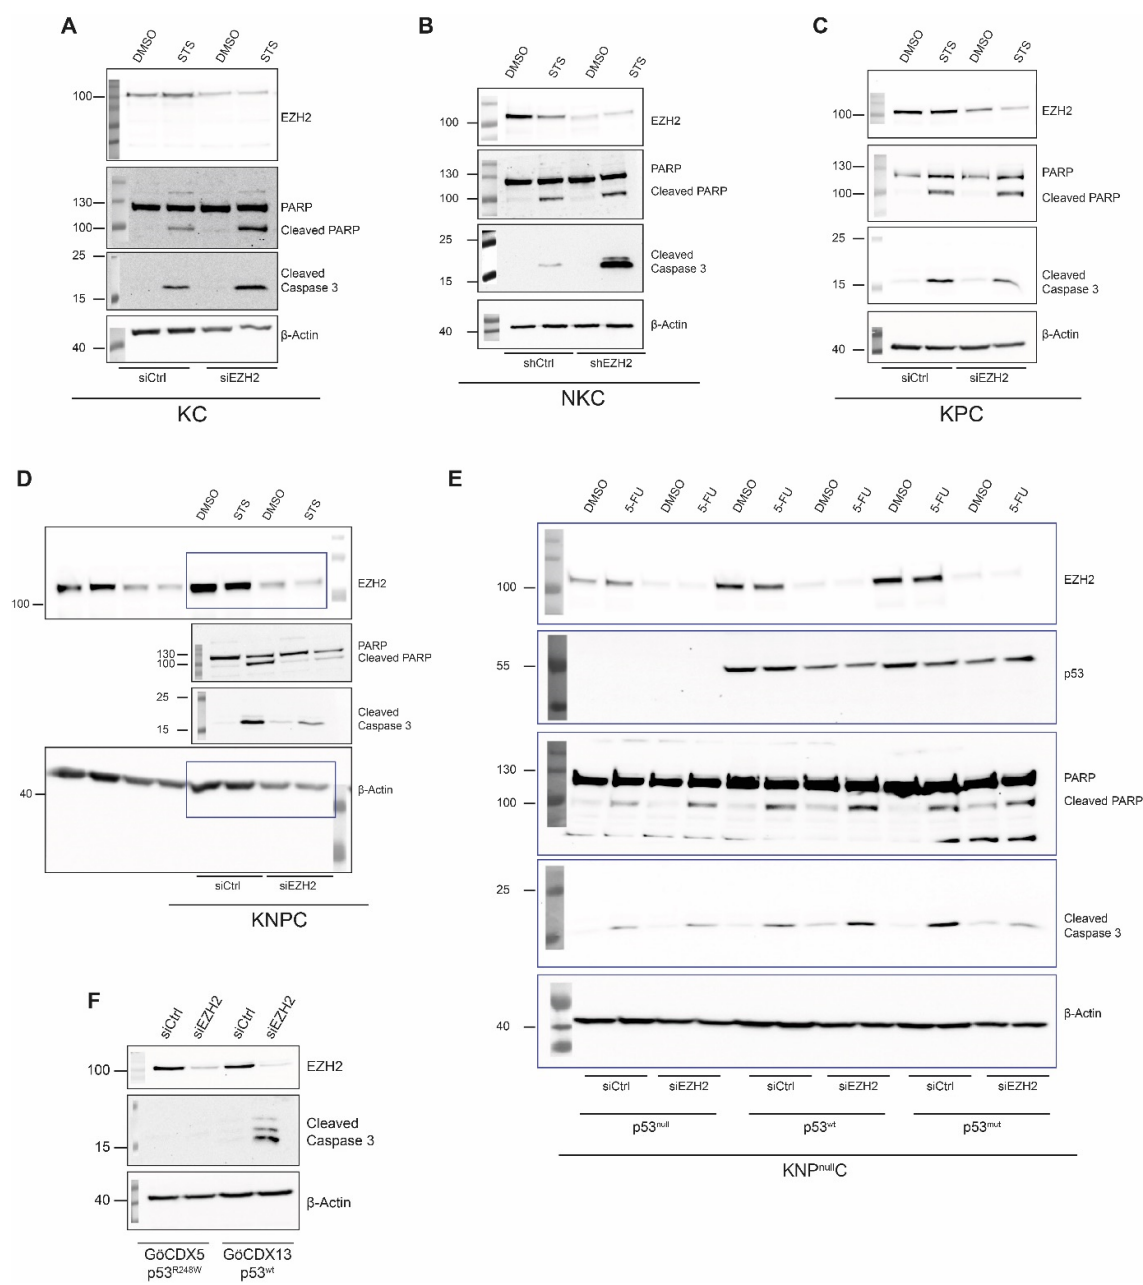 A
DMSO
STS
DMSO
STS
100
EZH2
130
100
PARP
Cleaved PARP
25
15
Cleaved
Caspase 3
40
β-Actin
siCtrl
siEZH2
KC
B
DMSO
STS
DMSO
STS
100
EZH2
130
100
PARP
Cleaved PARP
25
15
Cleaved
Caspase 3
40
β-Actin
shCtrl
shEZH2
NKC
C
DMSO
STS
DMSO
STS
100
EZH2
130
100
PARP
Cleaved PARP
25
15
Cleaved
Caspase 3
40
β-Actin
siCtrl
siEZH2
KPC
D
DMSO
STS
DMSO
STS
100
EZH2
130
100
PARP
Cleaved PARP
25
15
Cleaved
Caspase 3
40
β-Actin
siCtrl
siEZH2
KNPC
E
DMSO
5-FU
DMSO
5-FU
DMSO
5-FU
DMSO
5-FU
DMSO
5-FU
DMSO
5-FU
100
EZH2
55
p53
130
100
PARP
Cleaved PARP
25
Cleaved
Caspase 3
40
β-Actin
siCtrl
siEZH2
siCtrl
siEZH2
siCtrl
siEZH2
p53null
p53wt
p53mut
KNPnullC
F
siCtrl
siEZH2
siCtrl
siEZH2
100
EZH2
15
Cleaved
Caspase 3
40
β-Actin
GöCDX5
p53R248W
GöCDX13
p53wt